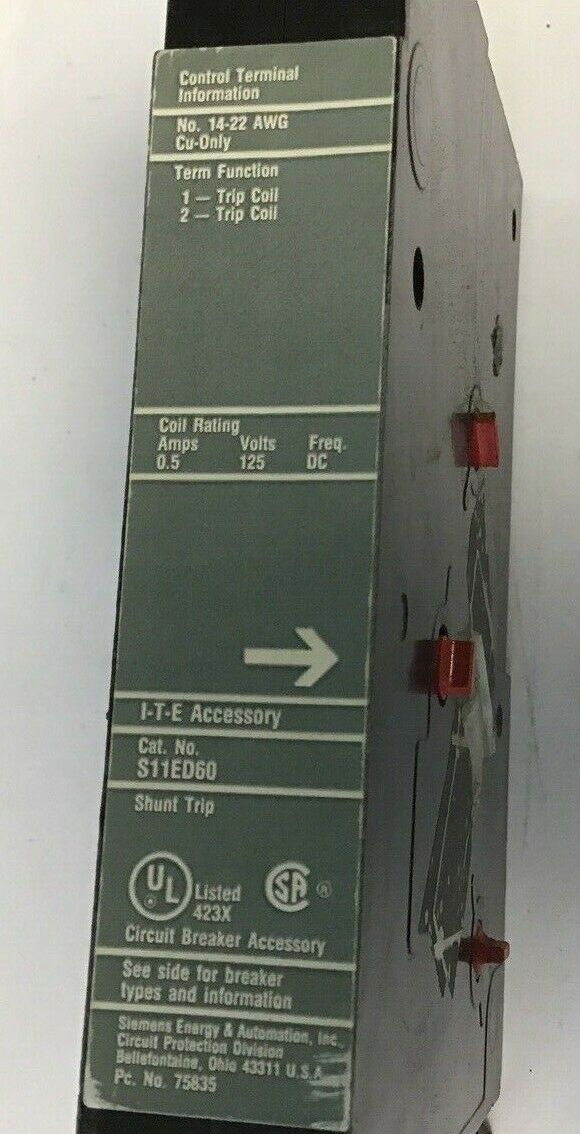 Control Terminal
Information
No. 14-22 AWG
Cu-Only
Term Function
1 — Trip Coil
2 — Trip Coil
Coil Rating
Amps Volts Freq.
0.5 125 DC
I-T-E Accessory
Cat. No.
S11ED60
Shunt Trip
UL Listed SA ®
423X
Circuit Breaker Accessory
See side for breaker
types and information
Siemens Energy & Automation, Inc.,
Circuit Protection Division
Bellefontaine, Ohio 43311 U.S.A.
Pc. No. 75835